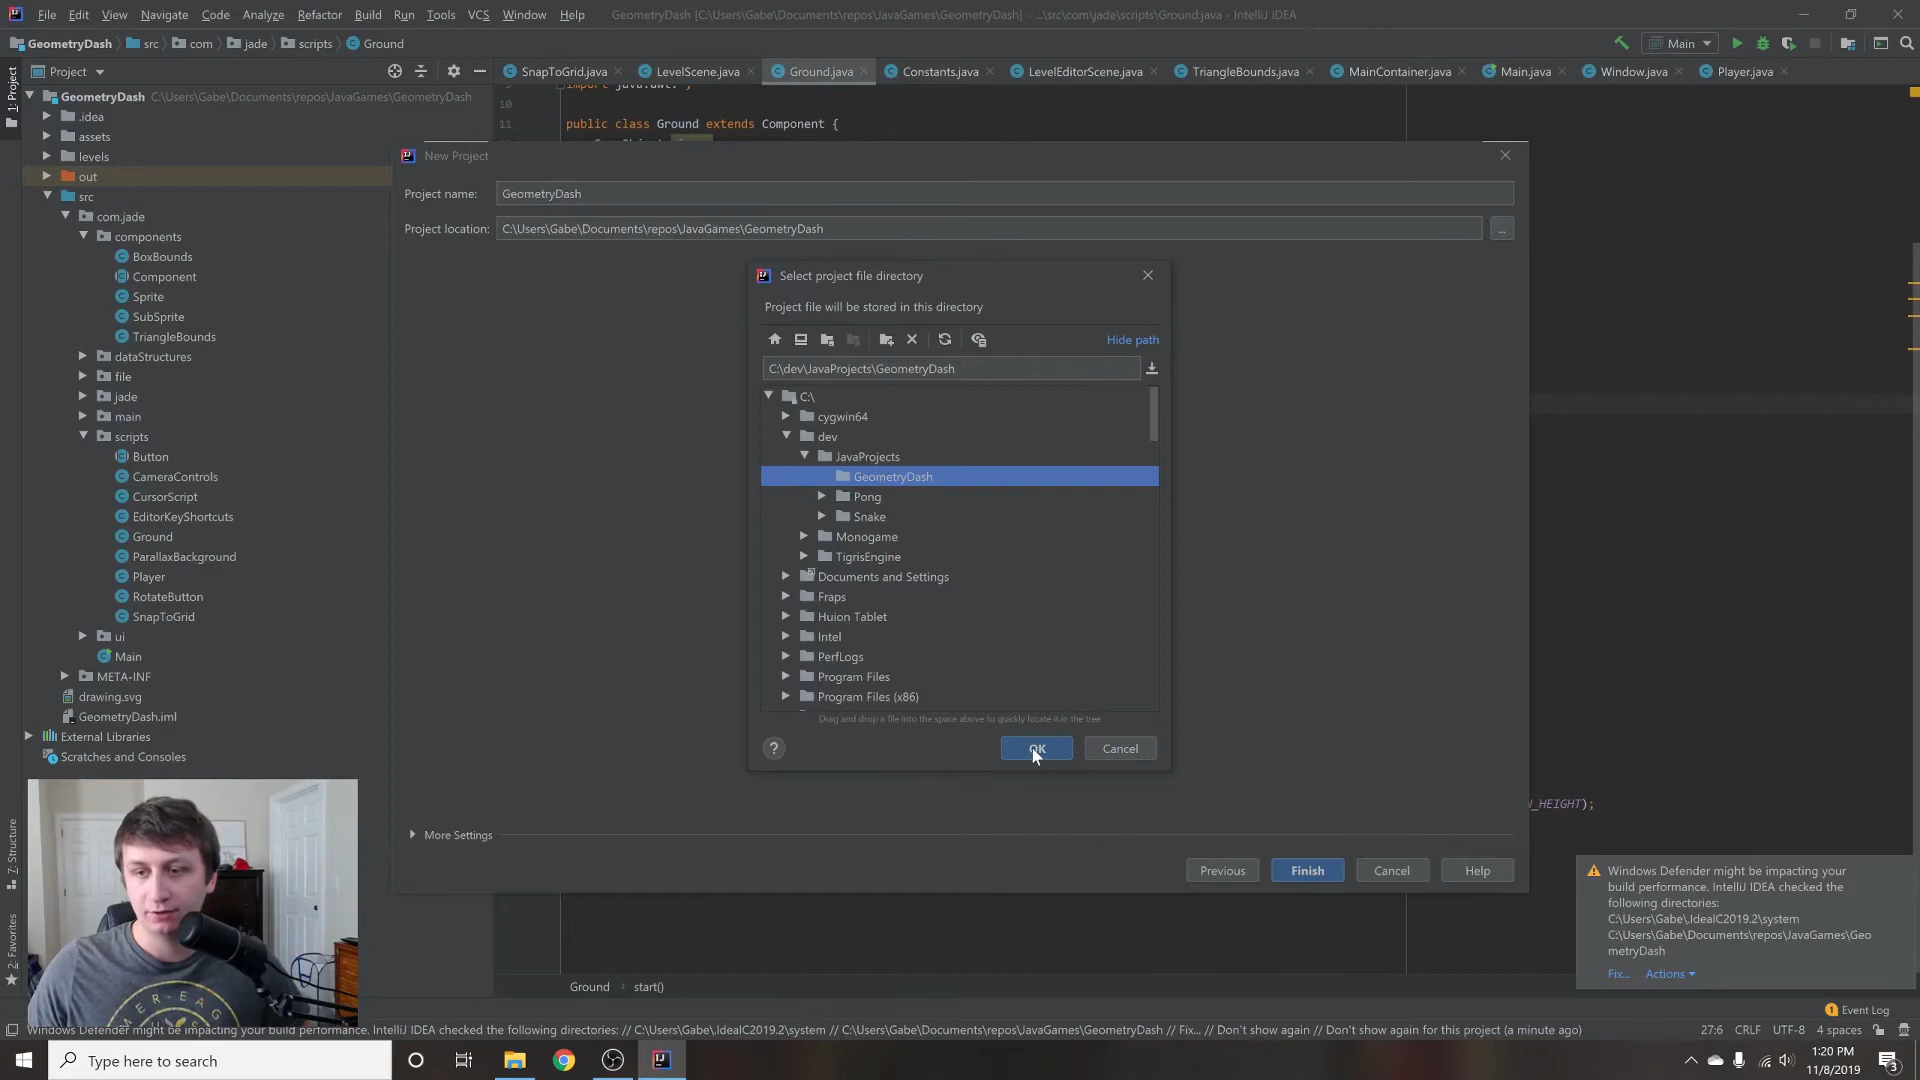 File Edit View Navigate Code Analyze Refactor Build Run Tools VCS Window Help GeometryDash [C:\Users\Gabe\Documents\repos\JavaGames\GeometryDash] - ...\src\com\jade\scripts\Ground.java - IntelliJ IDEA
GeometryDash src com jade scripts Ground Main
Project SnapToGrid.java LevelScene.java Ground.java Constants.java LevelEditorScene.java TriangleBounds.java MainContainer.java Main.java Window.java Player.java
1: Project
GeometryDash C:\Users\Gabe\Documents\repos\JavaGames\GeometryDash
.idea
assets
levels
out
src
com.jade
components
BoxBounds
Component
Sprite
SubSprite
TriangleBounds
dataStructures
file
jade
main
scripts
Button
CameraControls
CursorScript
EditorKeyShortcuts
Ground
ParallaxBackground
Player
RotateButton
SnapToGrid
ui
Main
META-INF
drawing.svg
GeometryDash.iml
External Libraries
Scratches and Consoles
7: Structure
2: Favorites
10
11 public class Ground extends Component {
New Project
Project name: GeometryDash
Project location: C:\Users\Gabe\Documents\repos\JavaGames\GeometryDash ...
Select project file directory
Project file will be stored in this directory
Hide path
C:\dev\JavaProjects\GeometryDash
C:\
cygwin64
dev
JavaProjects
GeometryDash
Pong
Snake
Monogame
TigrisEngine
Documents and Settings
Fraps
Huion Tablet
Intel
PerfLogs
Program Files
Program Files (x86)
Drag and drop a file into the space above to quickly locate it in the tree
? OK Cancel
_HEIGHT);
More Settings
Previous Finish Cancel Help
Windows Defender might be impacting your
build performance. IntelliJ IDEA checked the
following directories:
C:\Users\Gabe\.IdeaIC2019.2\system
C:\Users\Gabe\Documents\repos\JavaGames\Geo
metryDash
Fix... Actions
Ground start()
Event Log
Windows Defender might be impacting your build performance. IntelliJ IDEA checked the following directories: // C:\Users\Gabe\.IdeaIC2019.2\system // C:\Users\Gabe\Documents\repos\JavaGames\GeometryDash // Fix... // Don't show again // Don't show again for this project (a minute ago) 27:6 CRLF UTF-8 4 spaces
Type here to search
1:20 PM
11/8/2019
3